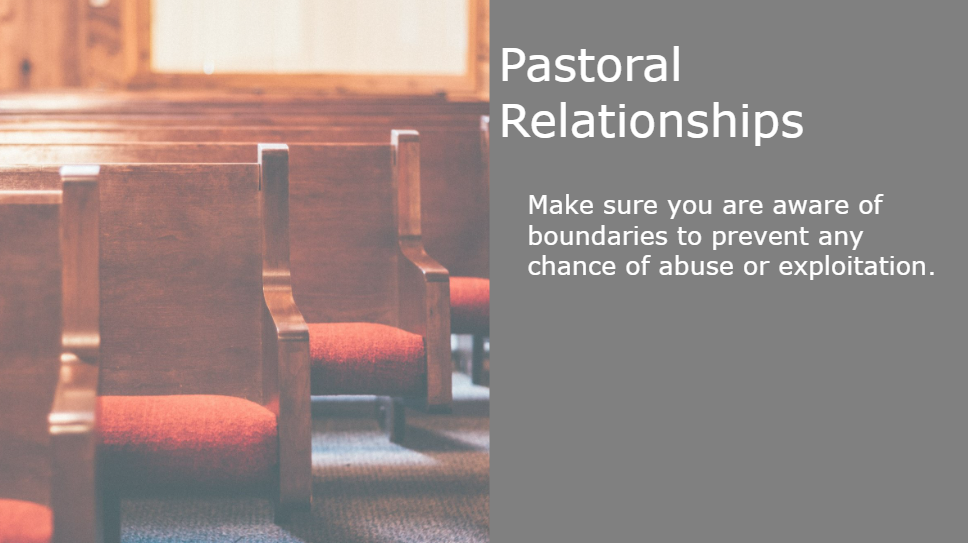 Pastoral
Relationships
Make sure you are aware of
boundaries to prevent any
chance of abuse or exploitation.